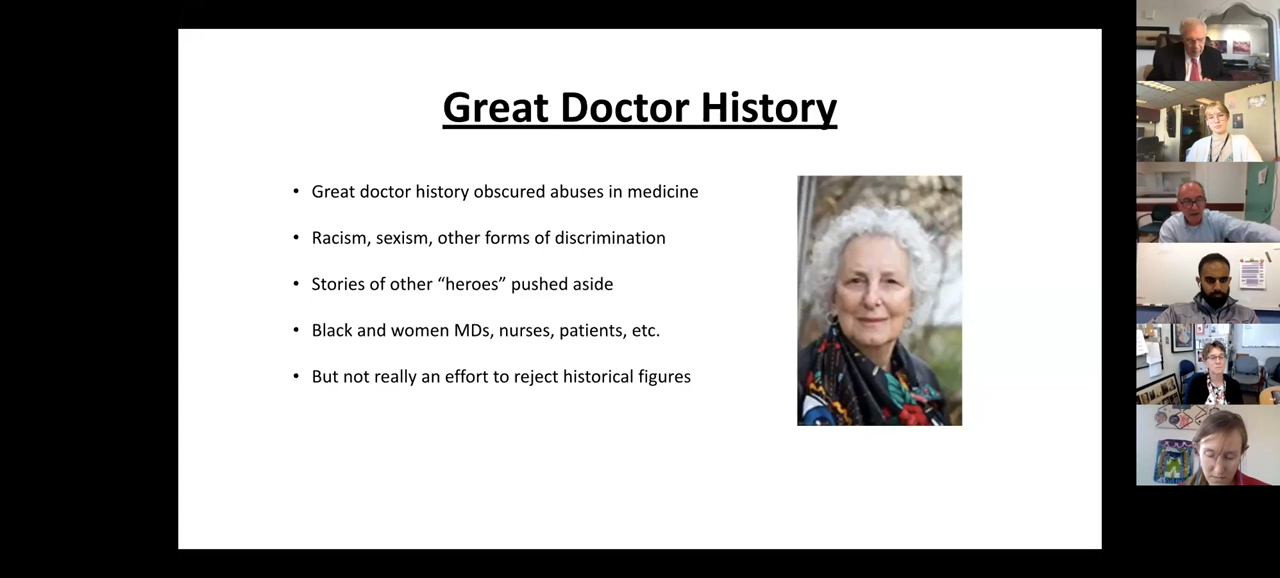 Great Doctor History
• Great doctor history obscured abuses in medicine
• Racism, sexism, other forms of discrimination
• Stories of other “heroes” pushed aside
• Black and women MDs, nurses, patients, etc.
• But not really an effort to reject historical figures